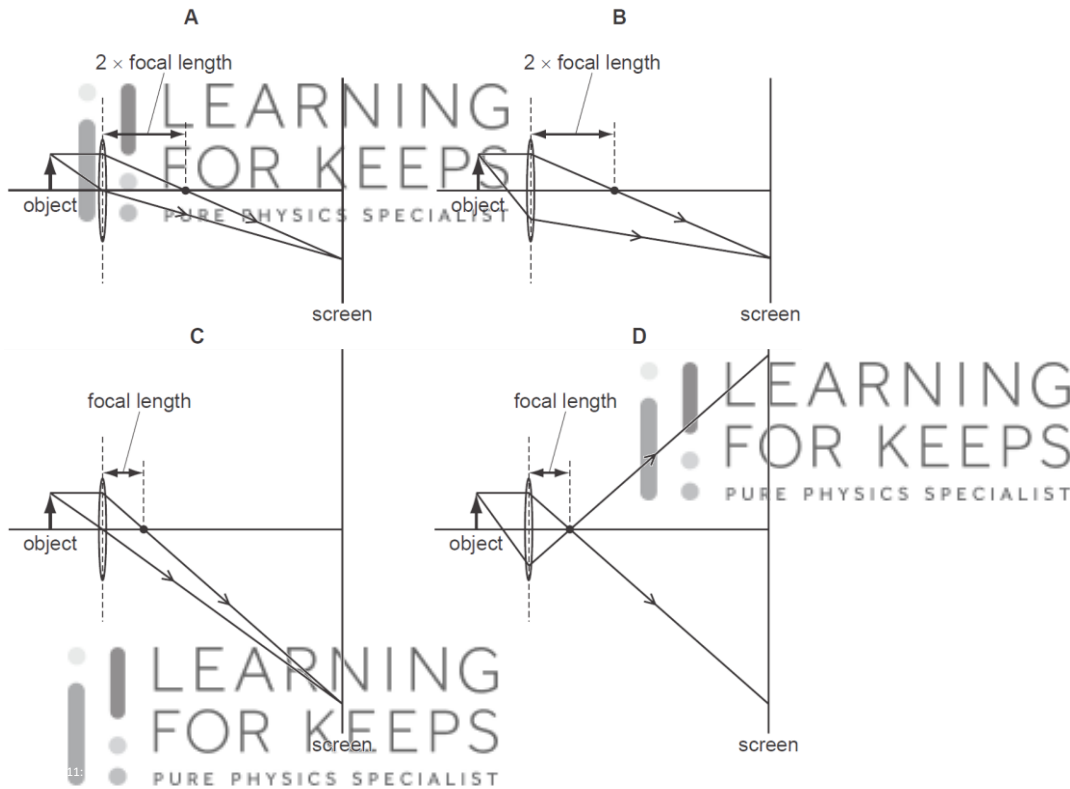 A
B
2 × focal length
2 × focal length
LEARNING
FOR KEEPS
PURE PHYSICS SPECIALIST
object
object
screen
screen
C
D
focal length
focal length
LEARNING
FOR KEEPS
PURE PHYSICS SPECIALIST
object
object
LEARNING
FOR KEEPS
PURE PHYSICS SPECIALIST
screen
screen
11: